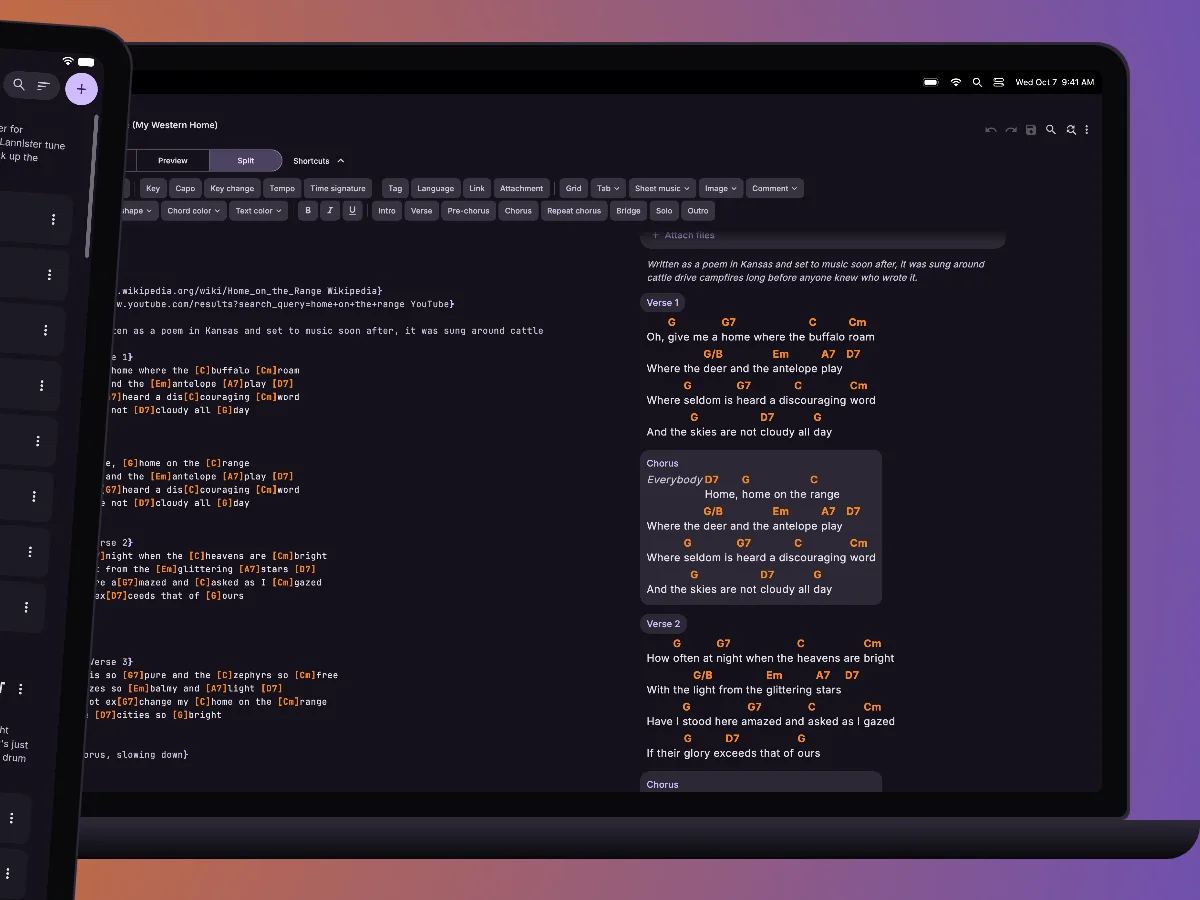 er for
Lannister tune
k up the
ht
's just
drum
Wed Oct 7 9:41 AM
(My Western Home)
Preview Split Shortcuts
Key Capo Key change Tempo Time signature Tag Language Link Attachment Grid Tab Sheet music Image Comment
shape Chord color Text color B I U Intro Verse Pre-chorus Chorus Repeat chorus Bridge Solo Outro
.wikipedia.org/wiki/Home_on_the_Range Wikipedia}
w.youtube.com/results?search_query=home+on+the+range YouTube}
ten as a poem in Kansas and set to music soon after, it was sung around cattle
e 1}
home where the [C]buffalo [Cm]roam
nd the [Em]antelope [A7]play [D7]
7]heard a dis[C]couraging [Cm]word
not [D7]cloudy all [G]day
e, [G]home on the [C]range
and the [Em]antelope [A7]play [D7]
G7]heard a dis[C]couraging [Cm]word
e not [D7]cloudy all [G]day
rse 2}
]night when the [C]heavens are [Cm]bright
t from the [Em]glittering [A7]stars [D7]
re a[G7]mazed and [C]asked as I [Cm]gazed
ex[D7]ceeds that of [G]ours
Verse 3}
is so [G7]pure and the [C]zephyrs so [Cm]free
zes so [Em]balmy and [A7]light [D7]
ot ex[G7]change my [C]home on the [Cm]range
e [D7]cities so [G]bright
orus, slowing down}
+ Attach files
Written as a poem in Kansas and set to music soon after, it was sung around
cattle drive campfires long before anyone knew who wrote it.
Verse 1
G G7 C Cm
Oh, give me a home where the buffalo roam
G/B Em A7 D7
Where the deer and the antelope play
G G7 C Cm
Where seldom is heard a discouraging word
G D7 G
And the skies are not cloudy all day
Chorus
Everybody D7 G C
Home, home on the range
G/B Em A7 D7
Where the deer and the antelope play
G G7 C Cm
Where seldom is heard a discouraging word
G D7 G
And the skies are not cloudy all day
Verse 2
G G7 C Cm
How often at night when the heavens are bright
G/B Em A7 D7
With the light from the glittering stars
G G7 C Cm
Have I stood here amazed and asked as I gazed
G D7 G
If their glory exceeds that of ours
Chorus